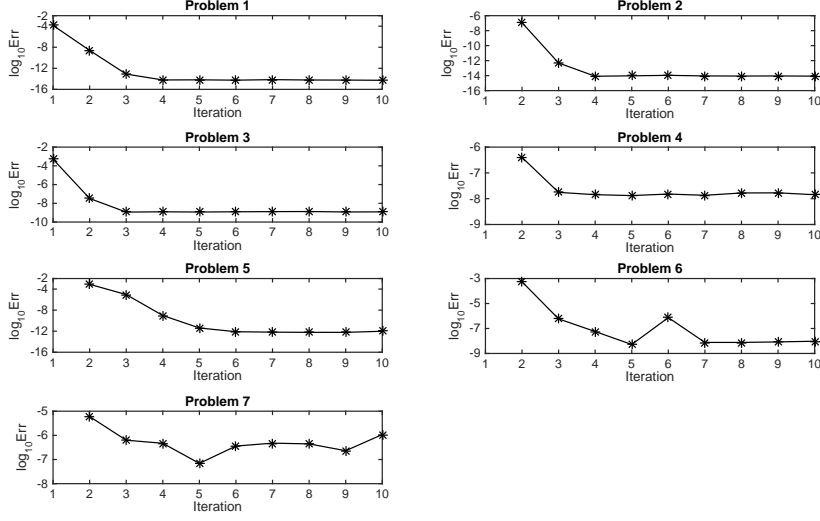 Problem 1
-2
-4
-8
-12
-16
log10Err
1 2 3 4 5 6 7 8 9 10
Iteration
Problem 2
-6
-8
-10
-12
-14
-16
log10Err
1 2 3 4 5 6 7 8 9 10
Iteration
Problem 3
-2
-4
-6
-8
-10
log10Err
1 2 3 4 5 6 7 8 9 10
Iteration
Problem 4
-6
-7
-8
-9
log10Err
1 2 3 4 5 6 7 8 9 10
Iteration
Problem 5
-2
-4
-8
-12
-16
log10Err
1 2 3 4 5 6 7 8 9 10
Iteration
Problem 6
-3
-5
-7
-9
log10Err
1 2 3 4 5 6 7 8 9 10
Iteration
Problem 7
-5
-6
-7
-8
log10Err
1 2 3 4 5 6 7 8 9 10
Iteration